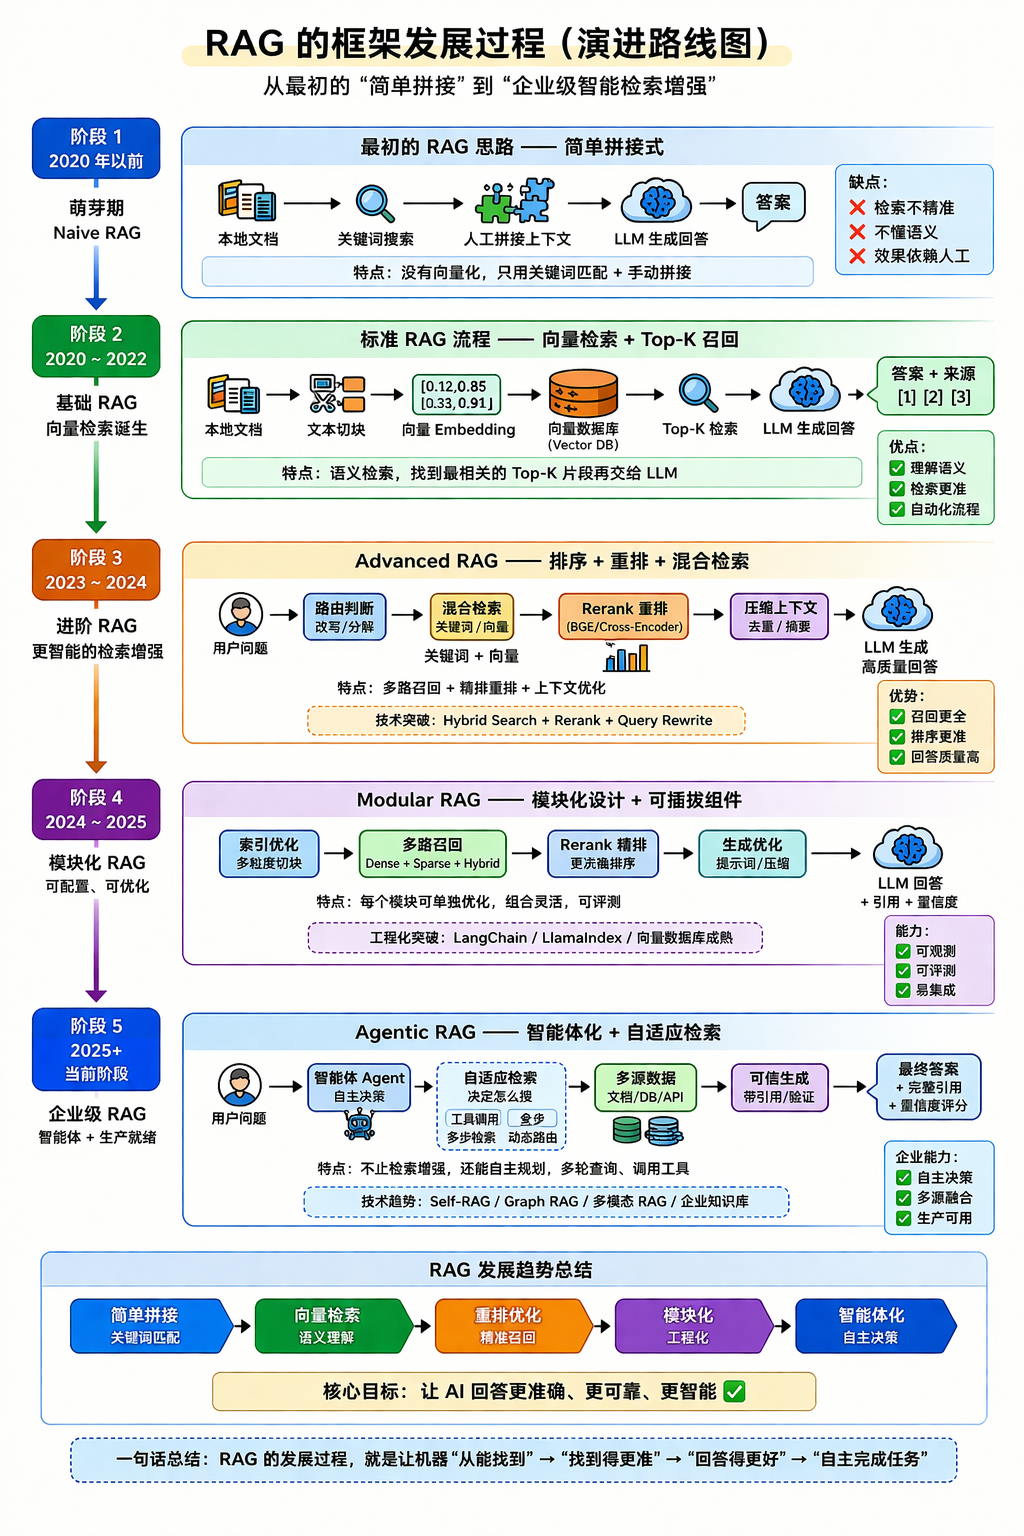 RAG 的框架发展过程（演进路线图）
从最初的 “简单拼接” 到 “企业级智能检索增强”
阶段 1
2020 年以前
萌芽期
Naive RAG
最初的 RAG 思路 —— 简单拼接式
本地文档
关键词搜索
人工拼接上下文
LLM 生成回答
答案
特点：没有向量化，只用关键词匹配 + 手动拼接
缺点：
检索不精准
不懂语义
效果依赖人工
阶段 2
2020 ~ 2022
基础 RAG
向量检索诞生
标准 RAG 流程 —— 向量检索 + Top-K 召回
本地文档
文本切块
[0.12,0.85
[0.33,0.91]
向量 Embedding
向量数据库
(Vector DB)
Top-K 检索
LLM 生成回答
答案 + 来源
[1] [2] [3]
特点：语义检索，找到最相关的 Top-K 片段再交给 LLM
优点：
理解语义
检索更准
自动化流程
阶段 3
2023 ~ 2024
进阶 RAG
更智能的检索增强
Advanced RAG —— 排序 + 重排 + 混合检索
用户问题
路由判断
改写/分解
混合检索
关键词/向量
关键词 + 向量
Rerank 重排
(BGE/Cross-Encoder)
压缩上下文
去重 / 摘要
LLM 生成
高质量回答
特点：多路召回 + 精排重排 + 上下文优化
技术突破：Hybrid Search + Rerank + Query Rewrite
优势：
召回更全
排序更准
回答质量高
阶段 4
2024 ~ 2025
模块化 RAG
可配置、可优化
Modular RAG —— 模块化设计 + 可插拔组件
索引优化
多粒度切块
多路召回
Dense + Sparse + Hybrid
Rerank 精排
排序
生成优化
提示词/压缩
LLM 回答
+ 引用 + 量信度
特点：每个模块可单独优化，组合灵活，可评测
工程化突破：LangChain / LlamaIndex / 向量数据库成熟
能力：
可观测
可评测
易集成
阶段 5
2025+
当前阶段
企业级 RAG
智能体 + 生产就绪
Agentic RAG —— 智能体化 + 自适应检索
用户问题
智能体 Agent
自主决策
自适应检索
决定怎么搜
工具调用
多步检索 动态路由
多源数据
文档/DB/API
可信生成
带引用/验证
最终答案
+ 完整引用
+ 量信度评分
特点：不止检索增强，还能自主规划，多轮查询、调用工具
技术趋势：Self-RAG / Graph RAG / 多模态 RAG / 企业知识库
企业能力：
自主决策
多源融合
生产可用
RAG 发展趋势总结
简单拼接
关键词匹配
向量检索
语义理解
重排优化
精准召回
模块化
工程化
智能体化
自主决策
核心目标：让 AI 回答更准确、更可靠、更智能 ✅
一句话总结：RAG 的发展过程，就是让机器 “从能找到” → “找到得更准” → “回答得更好” → “自主完成任务”